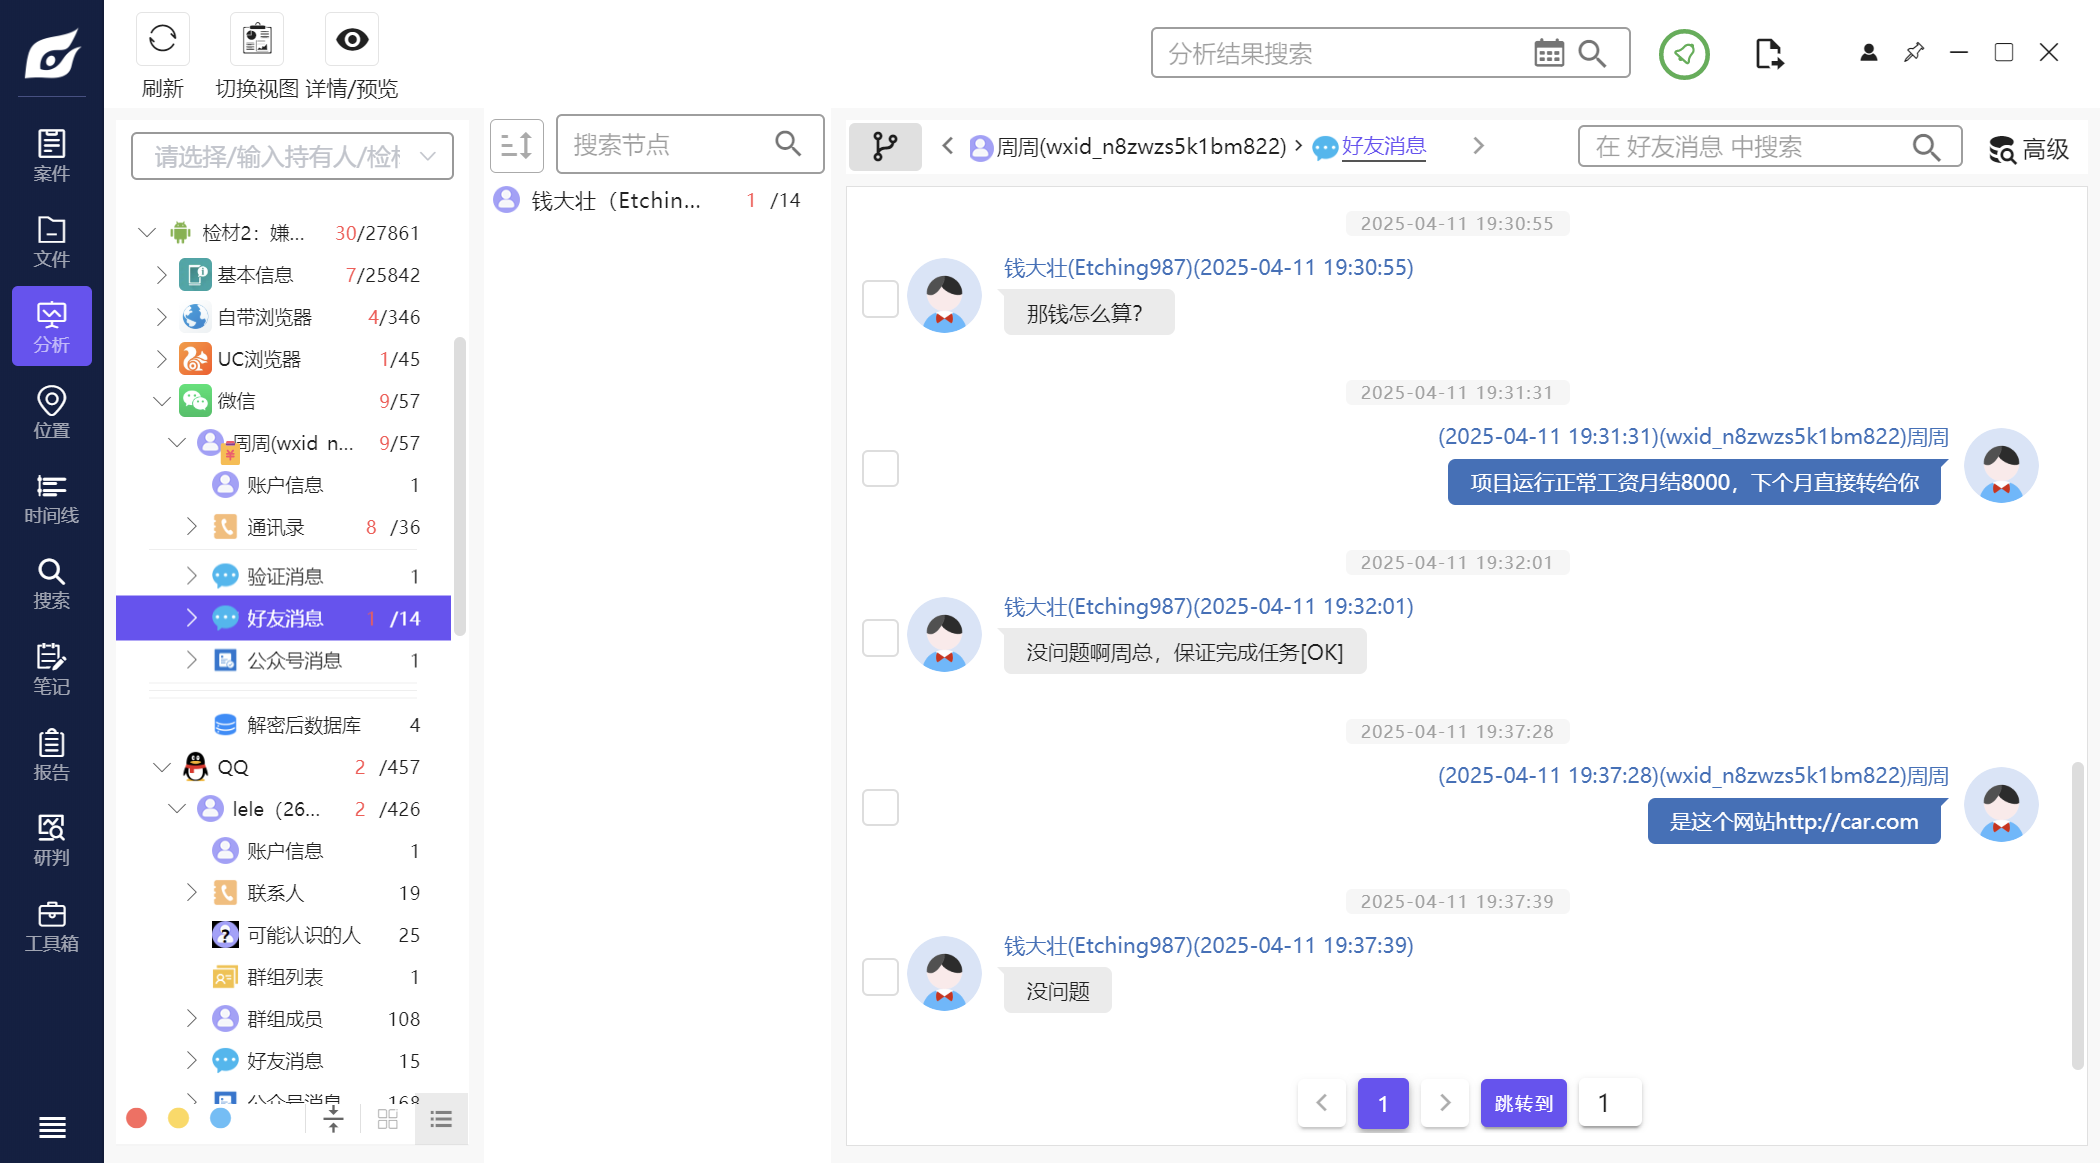 刷新
切换视图
详情/预览
分析结果搜索
案件
文件
分析
位置
时间线
搜索
笔记
报告
研判
工具箱
请选择/输入持有人/检材
检材2：嫌... 30/27861
基本信息 7/25842
自带浏览器 4/346
UC浏览器 1/45
微信 9/57
周周(wxid_n... 9/57
账户信息 1
通讯录 8 /36
验证消息 1
好友消息 1 /14
公众号消息 1
解密后数据库 4
QQ 2 /457
lele（26... 2 /426
账户信息 1
联系人 19
可能认识的人 25
群组列表 1
群组成员 108
好友消息 15
公众号消息 168
搜索节点
钱大壮（Etchin... 1 /14
周周(wxid_n8zwzs5k1bm822) 好友消息
在 好友消息 中搜索
高级
2025-04-11 19:30:55
钱大壮(Etching987)(2025-04-11 19:30:55)
那钱怎么算?
2025-04-11 19:31:31
(2025-04-11 19:31:31)(wxid_n8zwzs5k1bm822)周周
项目运行正常工资月结8000，下个月直接转给你
2025-04-11 19:32:01
钱大壮(Etching987)(2025-04-11 19:32:01)
没问题啊周总，保证完成任务[OK]
2025-04-11 19:37:28
(2025-04-11 19:37:28)(wxid_n8zwzs5k1bm822)周周
是这个网站http://car.com
2025-04-11 19:37:39
钱大壮(Etching987)(2025-04-11 19:37:39)
没问题
1
跳转到
1